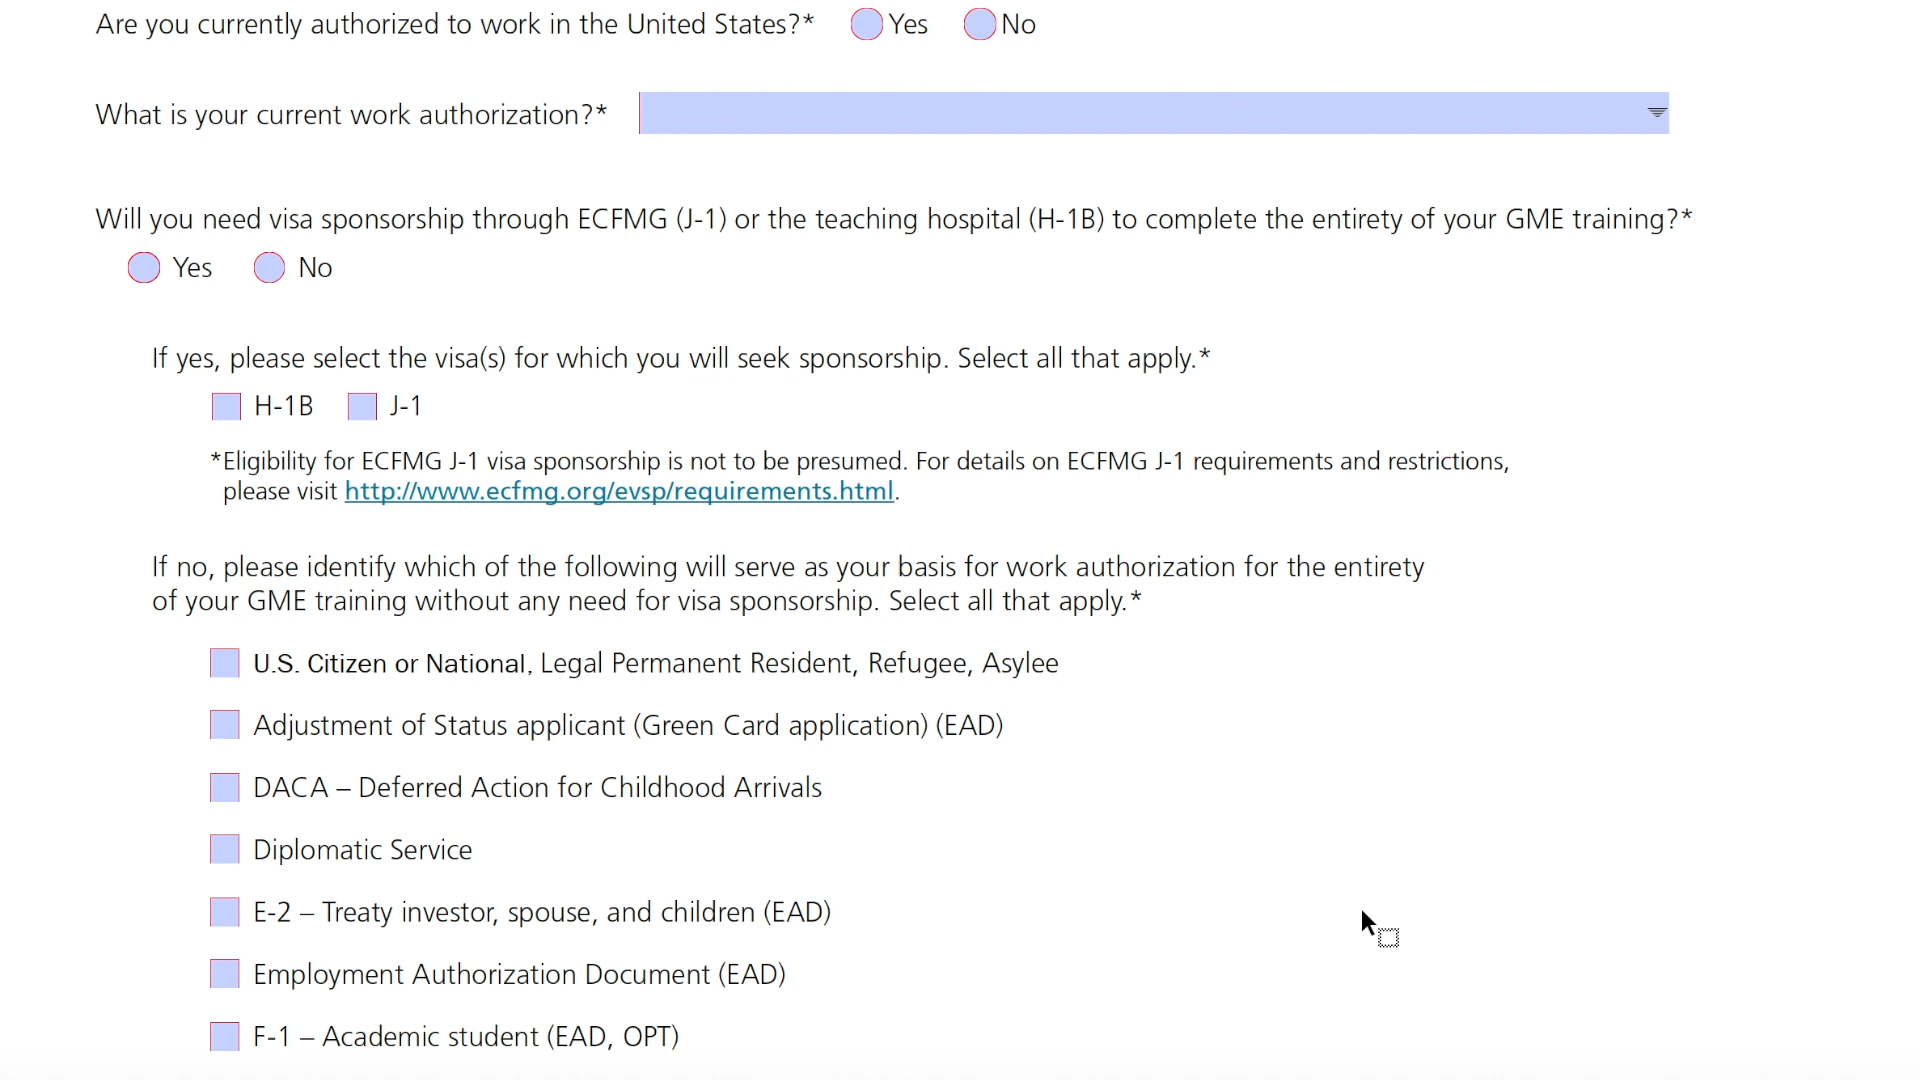 Are you currently authorized to work in the United States?* Yes No
What is your current work authorization?*
Will you need visa sponsorship through ECFMG (J-1) or the teaching hospital (H-1B) to complete the entirety of your GME training?*
Yes No
If yes, please select the visa(s) for which you will seek sponsorship. Select all that apply.*
H-1B J-1
*Eligibility for ECFMG J-1 visa sponsorship is not to be presumed. For details on ECFMG J-1 requirements and restrictions,
please visit http://www.ecfmg.org/evsp/requirements.html.
If no, please identify which of the following will serve as your basis for work authorization for the entirety
of your GME training without any need for visa sponsorship. Select all that apply.*
U.S. Citizen or National, Legal Permanent Resident, Refugee, Asylee
Adjustment of Status applicant (Green Card application) (EAD)
DACA – Deferred Action for Childhood Arrivals
Diplomatic Service
E-2 – Treaty investor, spouse, and children (EAD)
Employment Authorization Document (EAD)
F-1 – Academic student (EAD, OPT)